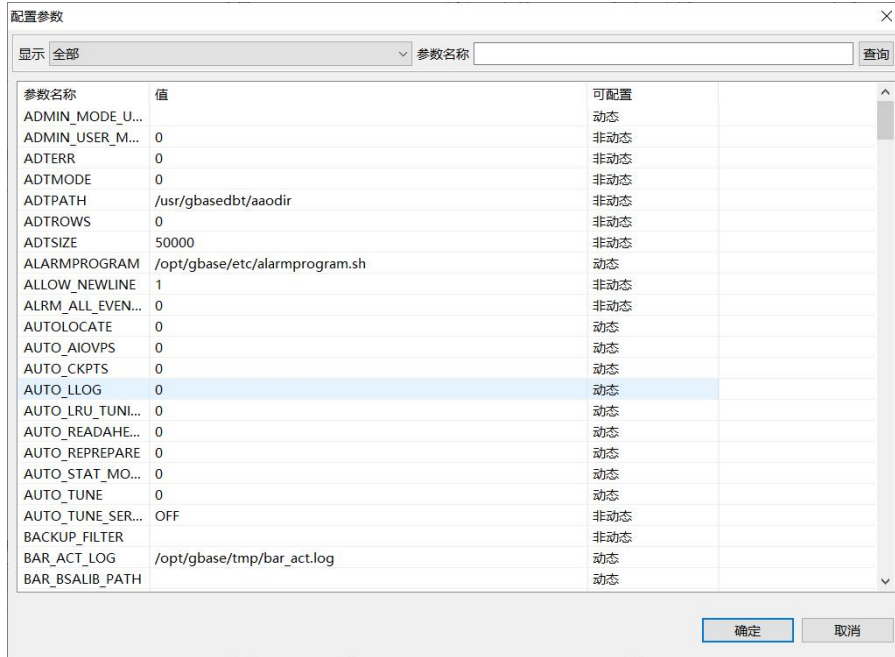 配置参数
显示 全部 参数名称 查询
参数名称 值 可配置
ADMIN_MODE_U... 动态
ADMIN_USER_M... 0 非动态
ADTERR 0 非动态
ADTMODE 0 非动态
ADTPATH /usr/gbasedbt/aaodir 非动态
ADTROWS 0 非动态
ADTSIZE 50000 非动态
ALARMPROGRAM /opt/gbase/etc/alarmprogram.sh 动态
ALLOW_NEWLINE 1 非动态
ALRM_ALL_EVEN... 0 非动态
AUTOLOCATE 0 动态
AUTO_AIOVPS 0 动态
AUTO_CKPTS 0 动态
AUTO_LLOG 0 动态
AUTO_LRU_TUNI... 0 动态
AUTO_READAHE... 0 动态
AUTO_REPREPARE 0 动态
AUTO_STAT_MO... 0 动态
AUTO_TUNE 0 动态
AUTO_TUNE_SER... OFF 非动态
BACKUP_FILTER 非动态
BAR_ACT_LOG /opt/gbase/tmp/bar_act.log 动态
BAR_BSALIB_PATH 动态
确定 取消